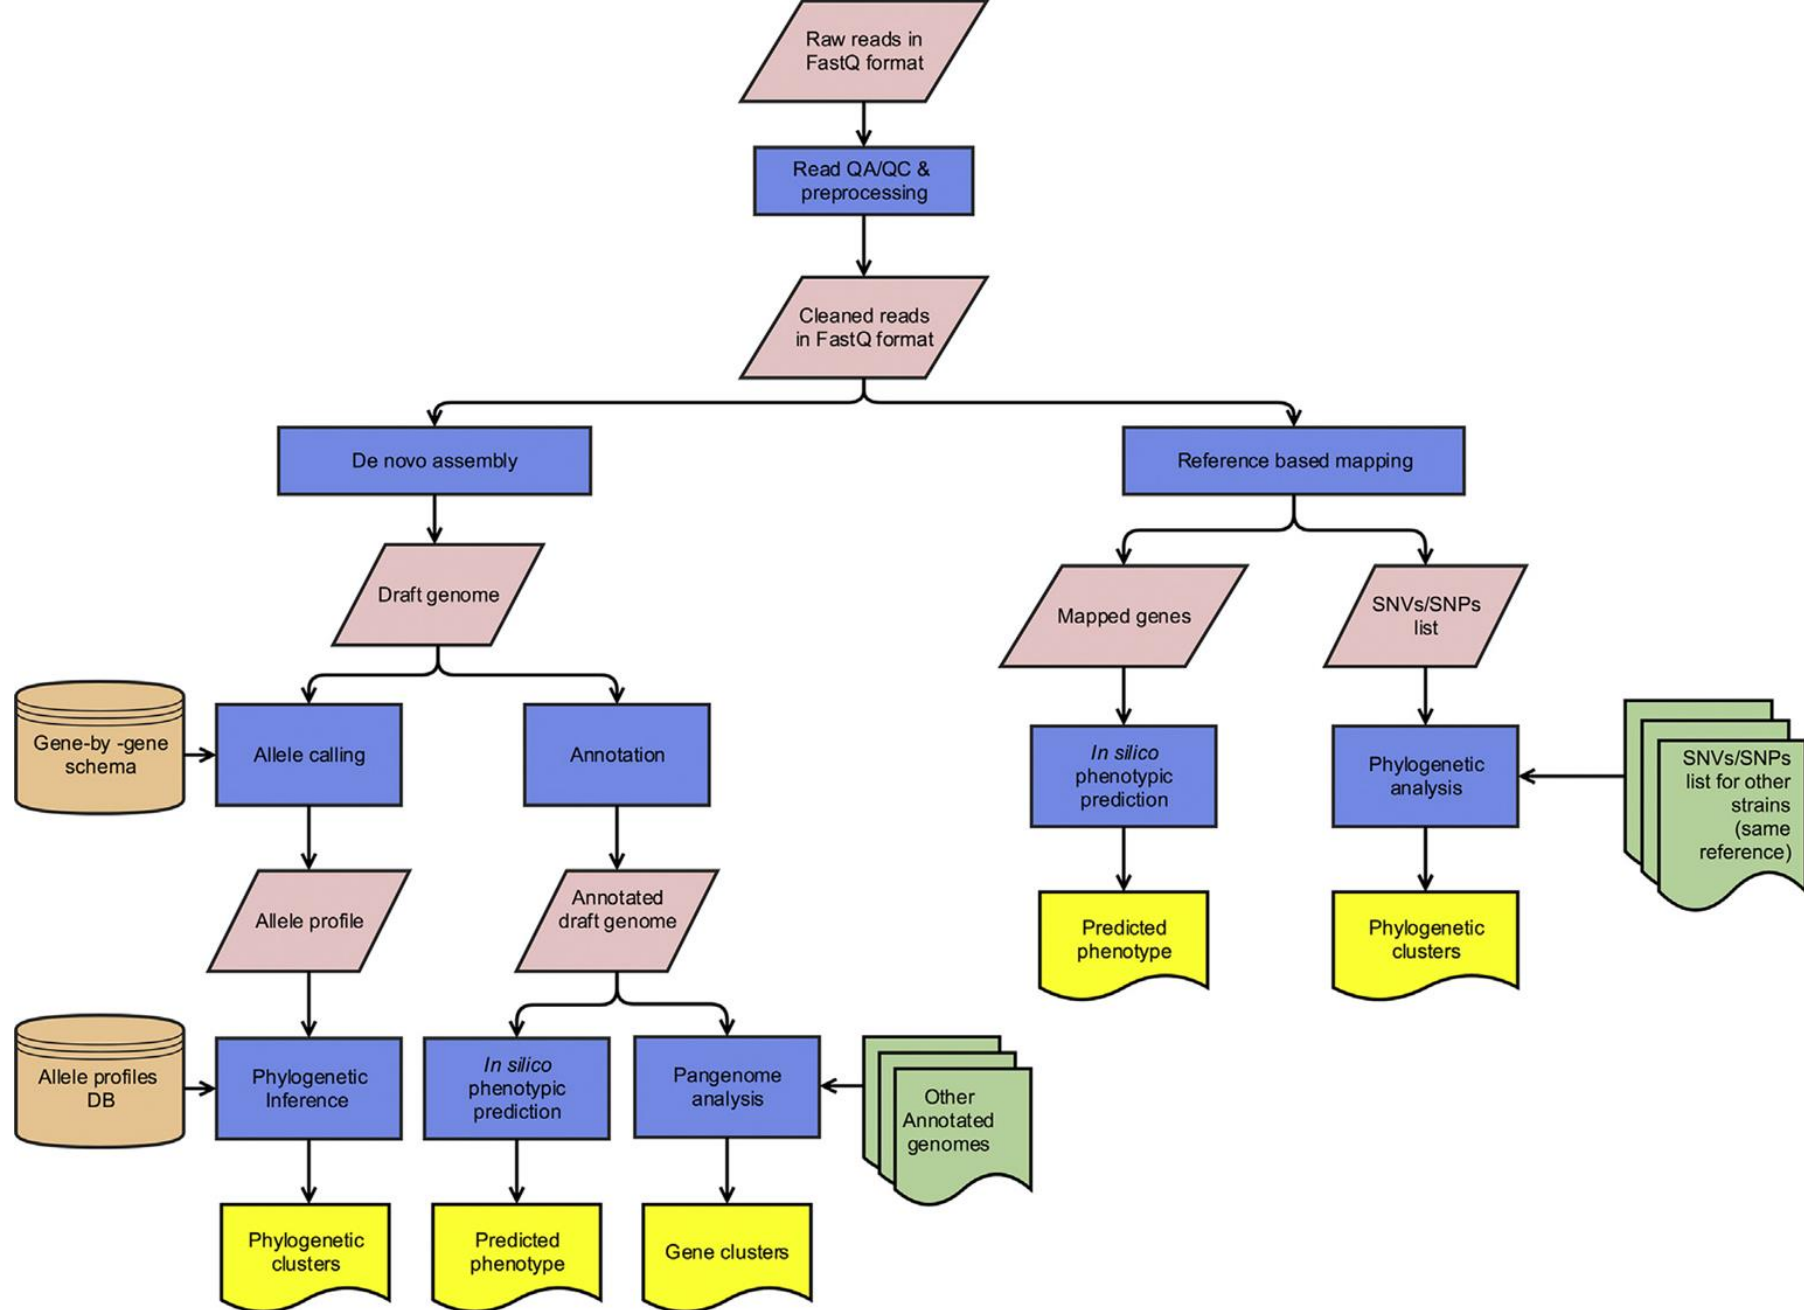 Raw reads in
FastQ format
Read QA/QC &
preprocessing
Cleaned reads
in FastQ format
De novo assembly
Reference based mapping
Draft genome
Mapped genes
SNVs/SNPs
list
Gene-by -gene
schema
Allele calling
Annotation
In silico
phenotypic
prediction
Phylogenetic
analysis
SNVs/SNPs
list for other
strains
(same
reference)
Allele profile
Annotated
draft genome
Predicted
phenotype
Phylogenetic
clusters
Allele profiles
DB
Phylogenetic
Inference
In silico
phenotypic
prediction
Pangenome
analysis
Other
Annotated
genomes
Phylogenetic
clusters
Predicted
phenotype
Gene clusters